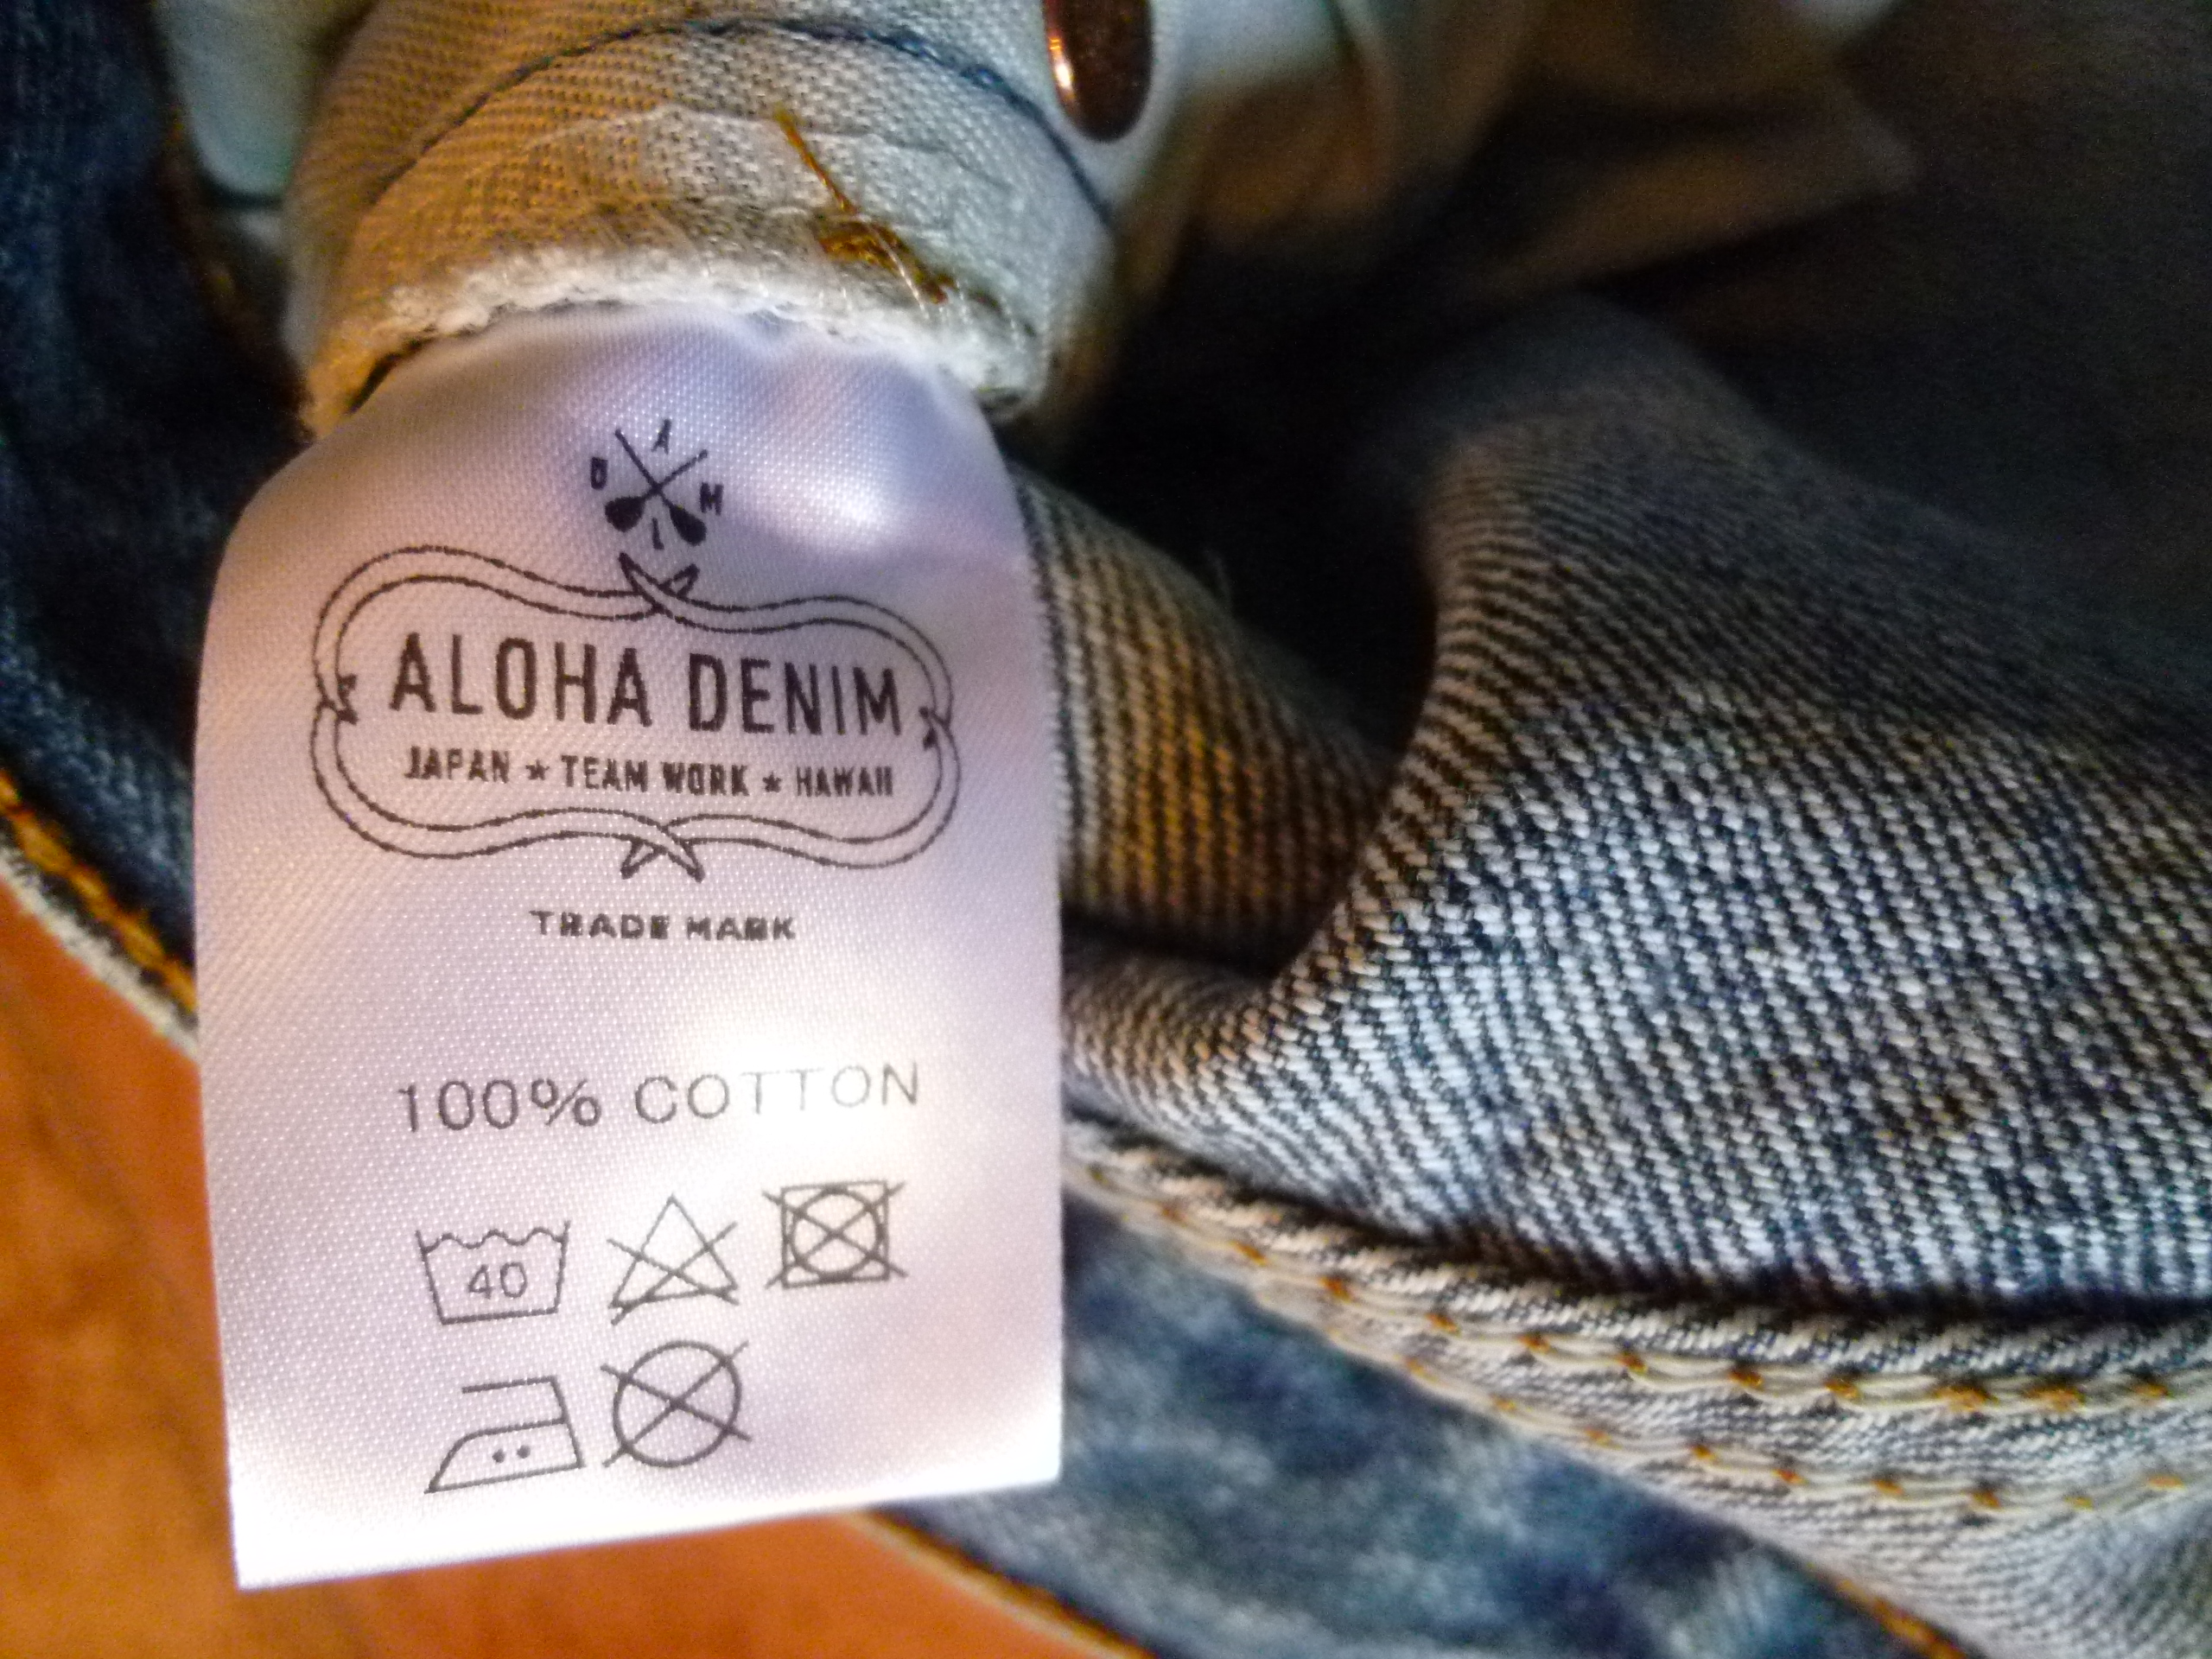 A
D M
L
ALOHA DENIM
JAPAN ★ TEAM WORK ★ HAWAII
TRADE MARK
100% COTTON
40